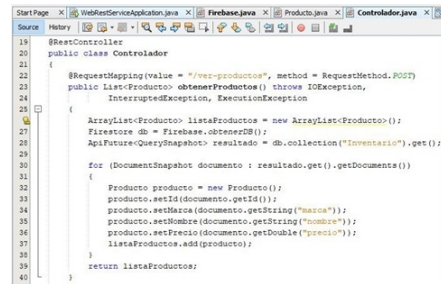 Start Page WebRestServiceApplication.java Firebase.java Producto.java Controlador.java
Source History
19 @RestController
20 public class Controlador
21 {
22 @RequestMapping(value = "/ver-productos", method = RequestMethod.POST)
23 public List<Producto> obtenerProductos() throws IOException,
24 InterruptedException, ExecutionException
25 {
ArrayList<Producto> listaProductos = new ArrayList<Producto>();
27 Firestore db = Firebase.obtenerDB();
28 ApiFuture<QuerySnapshot> resultado = db.collection("Inventario").get();
29
30 for (DocumentSnapshot documento : resultado.get().getDocuments())
31 {
32 Producto producto = new Producto();
33 producto.setId(documento.getId());
34 producto.setMarca(documento.getString("marca"));
35 producto.setNombre(documento.getString("nombre"));
36 producto.setPrecio(documento.getDouble("precio"));
37 listaProductos.add(producto);
38 }
39 return listaProductos;
40 }